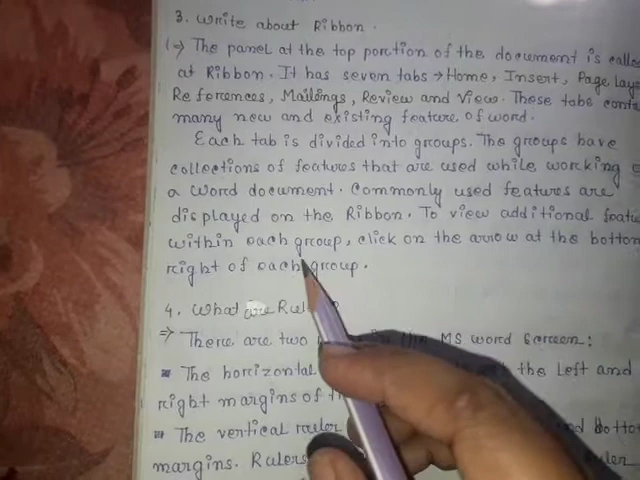 3. Write about Ribbon.
⇒ The panel at the top portion of the document is
at Ribbon. It has seven tabs → Home, Insert, Page
References, Mailings, Review and View. These tabs
many new and existing feature of word.
Each tab is divided into groups. The groups have
collections of features that are used while working
a word document. Commonly used features are
displayed on the Ribbon. To view additional
within each group, click on the arrow at the bottom
right of each group.
4. What are
⇒ There are two the MS word Screen:
▪ The horizontal the Left and
right margins of
▪ The vertical ruler
margins. Rulers